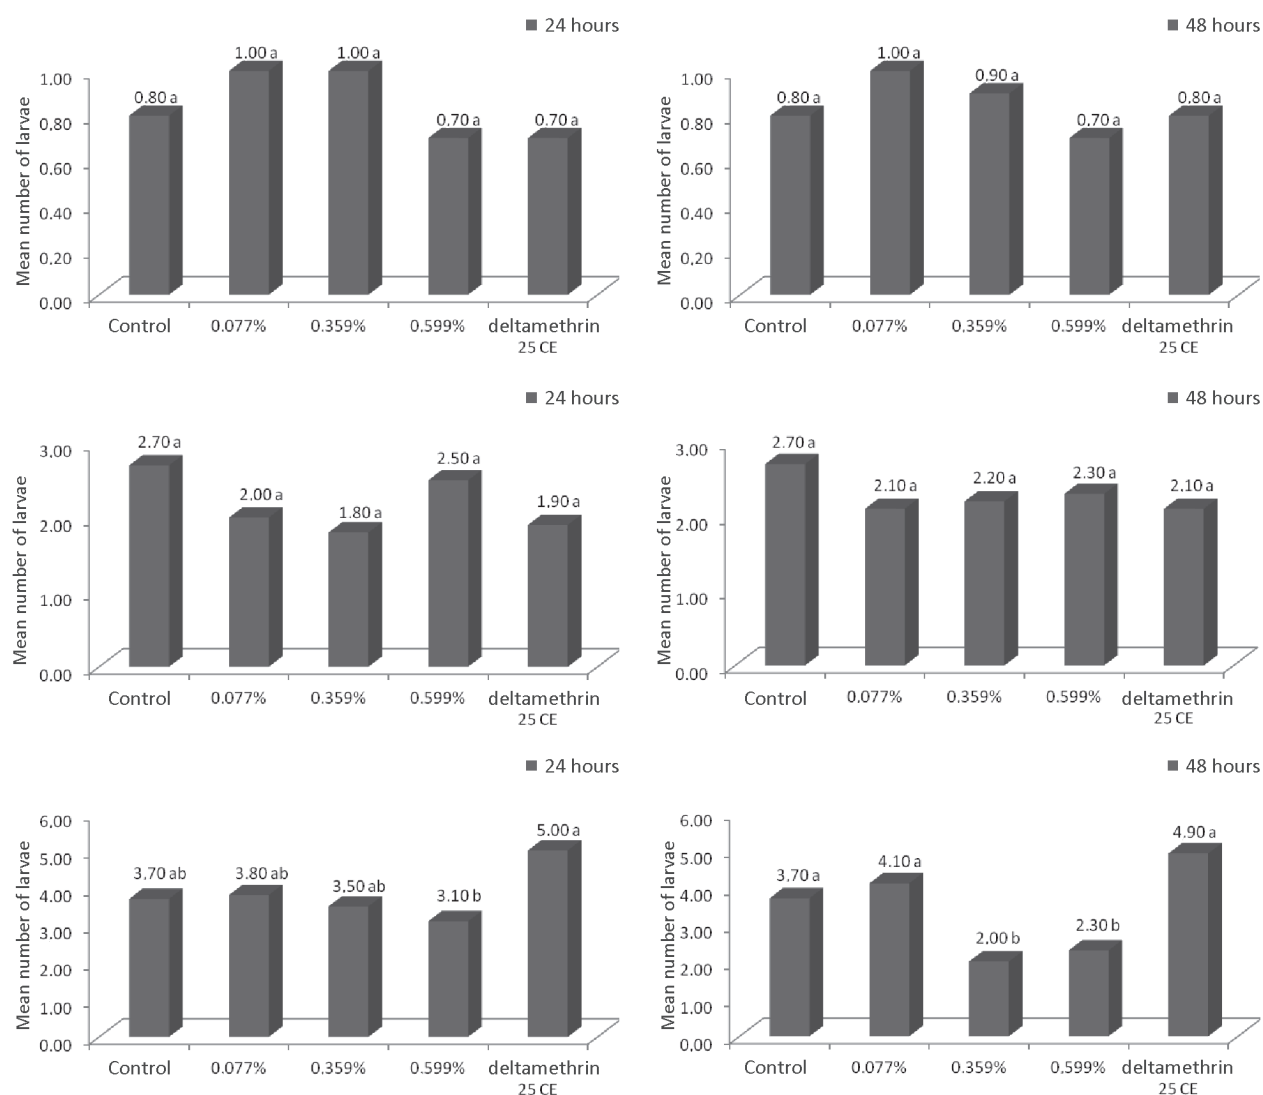 24 hours
Mean number of larvae
1.00
0.80
0.60
0.40
0.20
0.00
0.80 a
1.00 a
1.00 a
0.70 a
0.70 a
Control
0.077%
0.359%
0.599%
deltamethrin
25 CE
48 hours
Mean number of larvae
1.00
0.80
0.60
0.40
0.20
0.00
0.80 a
1.00 a
0.90 a
0.70 a
0.80 a
Control
0.077%
0.359%
0.599%
deltamethrin
25 CE
24 hours
Mean number of larvae
3.00
2.00
1.00
0.00
2.70 a
2.00 a
1.80 a
2.50 a
1,90 a
Control
0.077%
0.359%
0.599%
deltamethrin
25 CE
48 hours
Mean number of larvae
3.00
2.00
1.00
0.00
2.70 a
2.10 a
2.20 a
2.30 a
2.10 a
Control
0.077%
0.359%
0.599%
deltamethrin
25 CE
24 hours
Mean number of larvae
6,00
5.00
4.00
3.00
2.00
1.00
0.00
3,70 ab
3.80 ab
3,50 ab
3.10 b
5.00 a
Control
0.077%
0.359%
0.599%
deltamethrin
25 CE
48 hours
Mean number of larvae
6.00
5.00
4.00
3.00
2.00
1.00
0.00
3,70 a
4.10 a
2.00 b
2.30 b
4.90 a
Control
0.077%
0.359%
0.599%
deltamethrin
25 CE